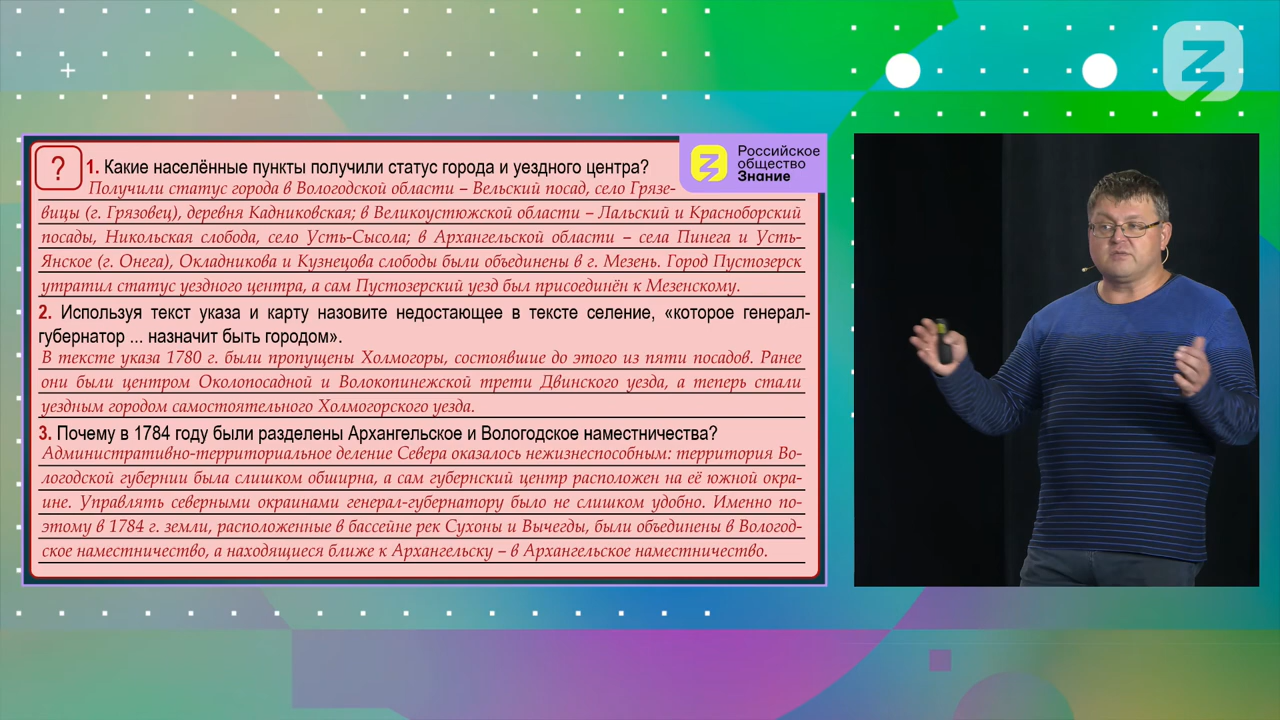 ?
1. Какие населённые пункты получили статус города и уездного центра?
Российское
общество
Знание
Получили статус города в Вологодской области – Вельский посад, село Грязе-
вицы (г. Грязовец), деревня Кадниковская; в Великоустюжской области – Лальский и Красноборский
посады, Никольская слобода, село Усть-Сысола; в Архангельской области – села Пинега и Усть-
Янское (г. Онега), Окладникова и Кузнецова слободы были объединены в г. Мезень. Город Пустозерск
утратил статус уездного центра, а сам Пустозерский уезд был присоединён к Мезенскому.
2. Используя текст указа и карту назовите недостающее в тексте селение, «которое генерал-
губернатор ... назначит быть городом».
В тексте указа 1780 г. были пропущены Холмогоры, состоявшие до этого из пяти посадов. Ранее
они были центром Околопосадной и Волокопинежской трети Двинского уезда, а теперь стали
уездным городом самостоятельного Холмогорского уезда.
3. Почему в 1784 году были разделены Архангельское и Вологодское наместничества?
Административно-территориальное деление Севера оказалось нежизнеспособным: территория Во-
логодской губернии была слишком обширна, а сам губернский центр расположен на её южной окра-
ине. Управлять северными окраинами генерал-губернатору было не слишком удобно. Именно по-
этому в 1784 г. земли, расположенные в бассейне рек Сухоны и Вычегды, были объединены в Вологод-
ское наместничество, а находящиеся ближе к Архангельску – в Архангельское наместничество.